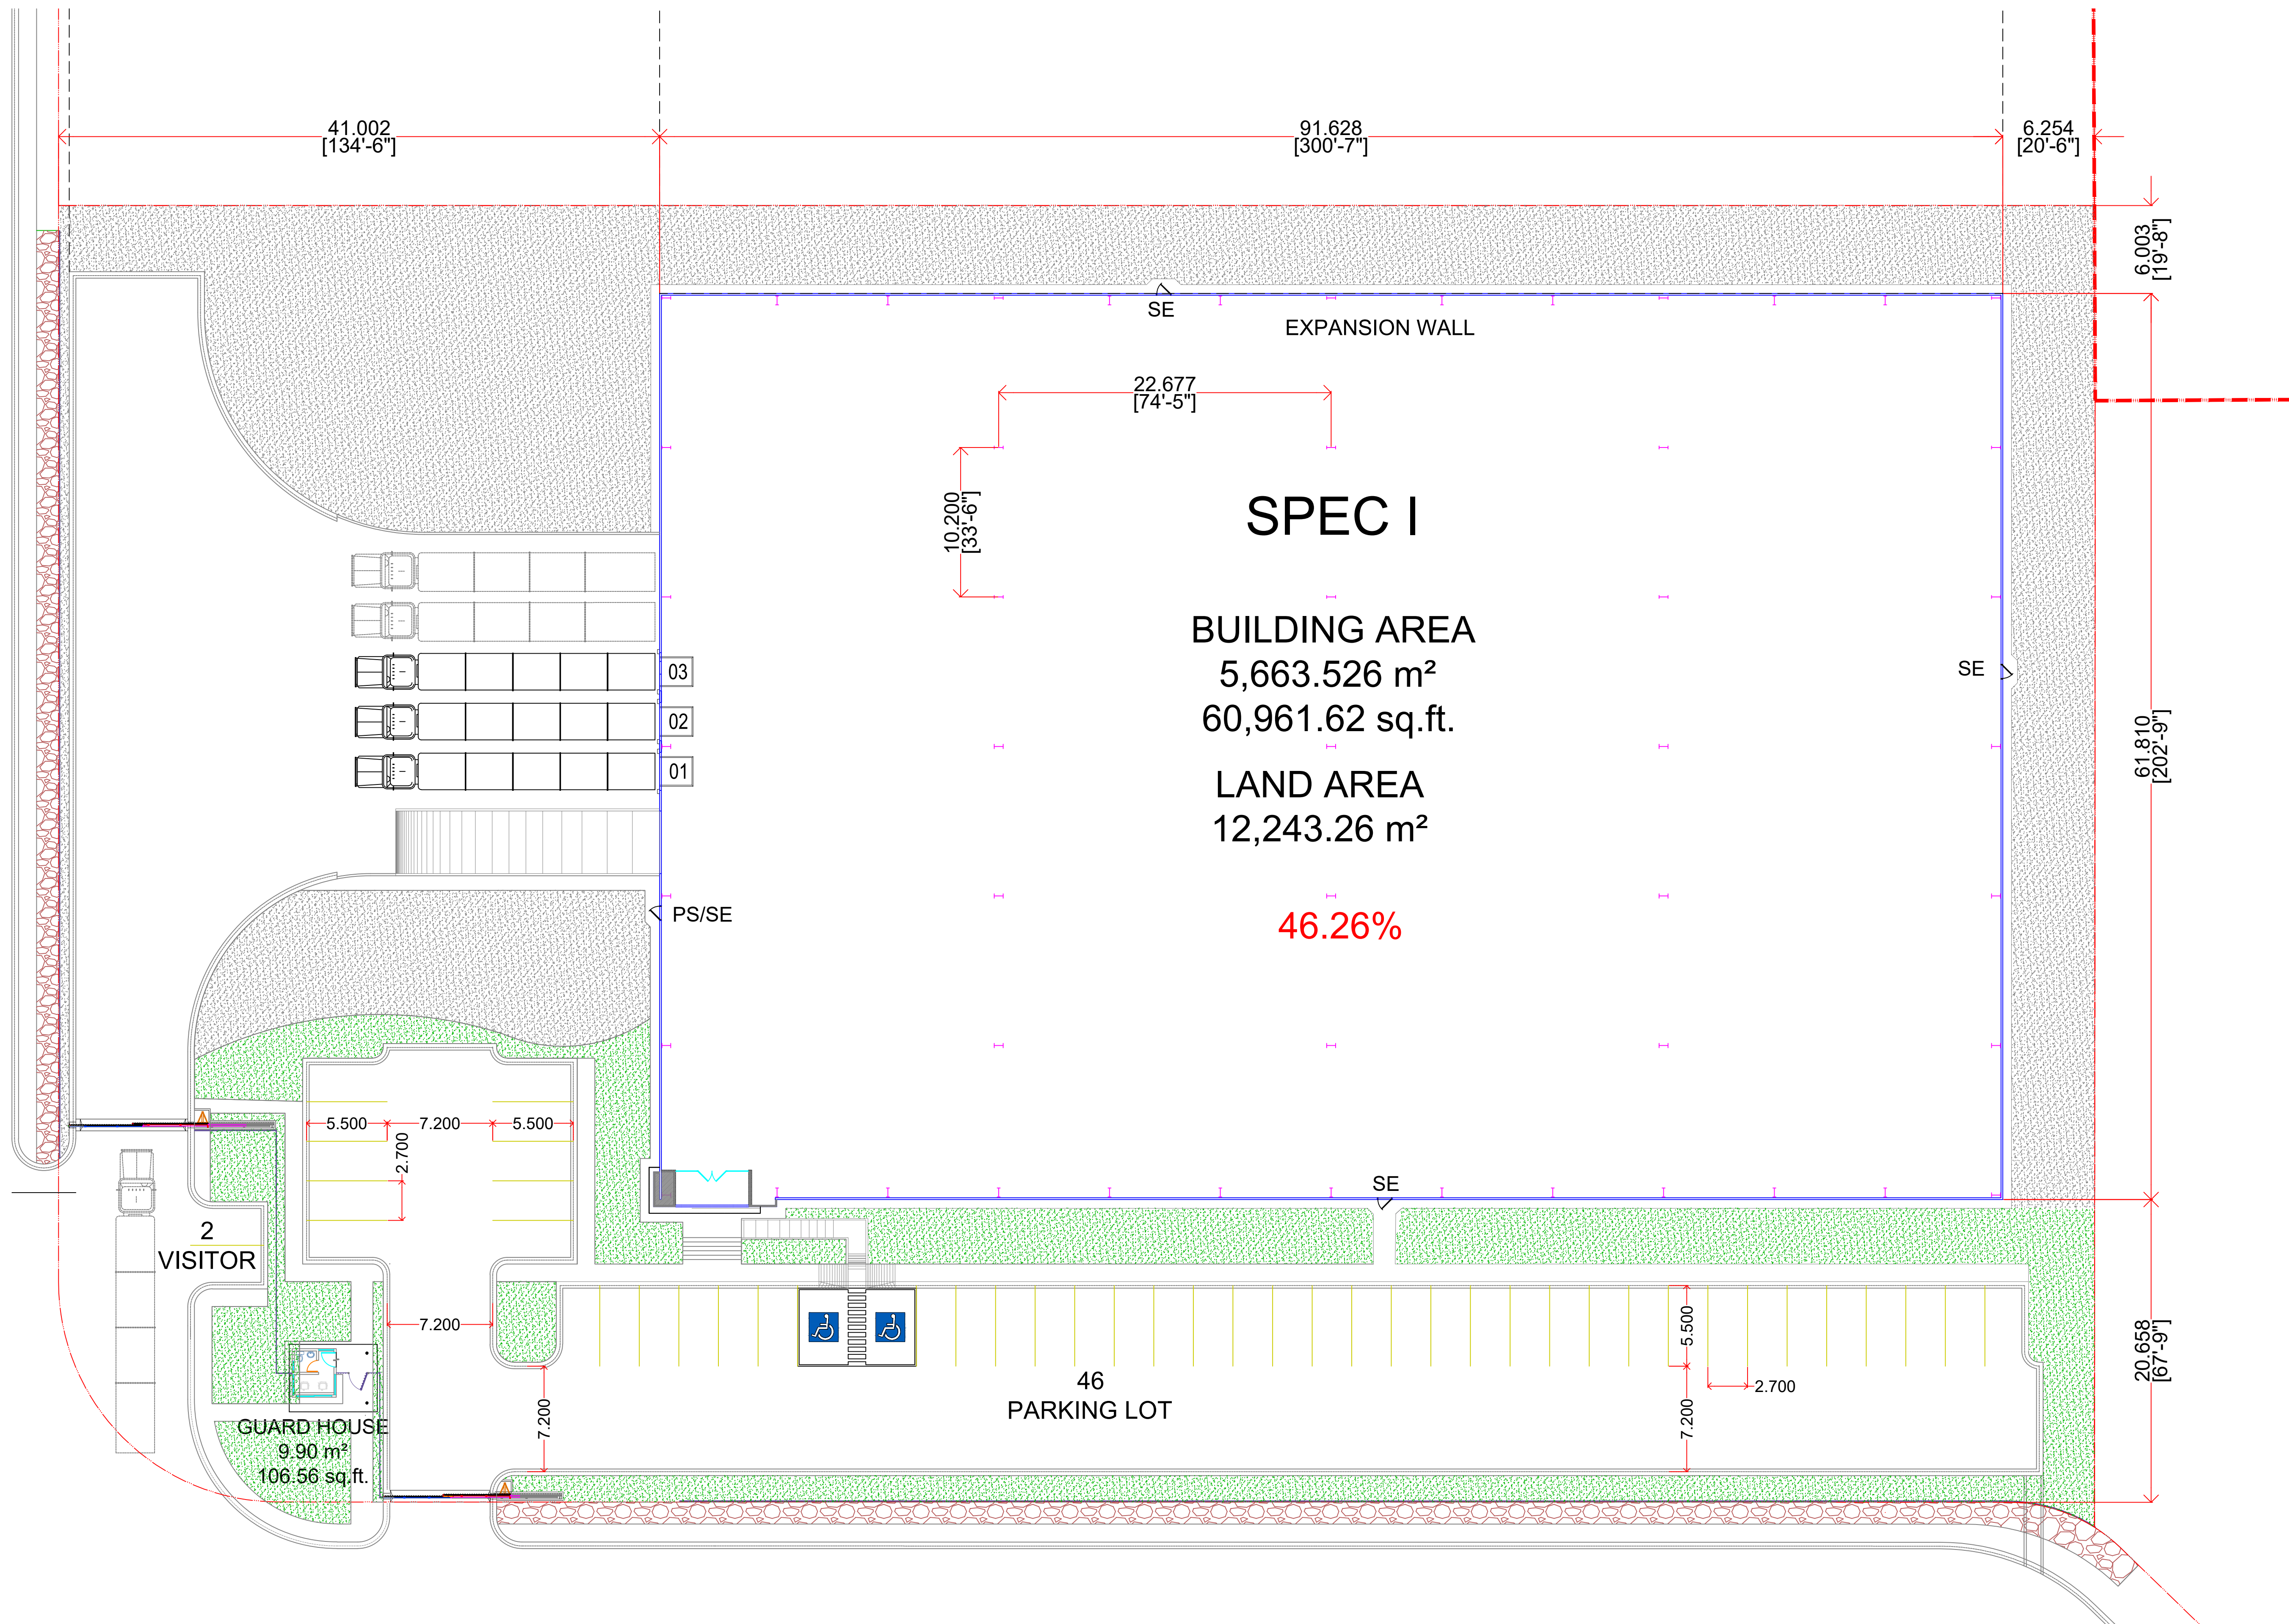 41.002
[134'-6"]
91.628
[300'-7"]
6.254
[20'-6"]
6.003
[19'-8"]
SE
EXPANSION WALL
22.677
[74'-5"]
10.200
[33'-6"]
SPEC I
BUILDING AREA
5,663.526 m²
60,961.62 sq.ft.
03
SE
02
61.810
[202'-9"]
01
LAND AREA
12,243.26 m²
PS/SE
46.26%
5.500
7.200
5.500
2.700
SE
2
VISITOR
7.200
5.500
20.658
[67'-9"]
46
PARKING LOT
2.700
7.200
7.200
GUARD HOUSE
9.90 m²
106.56 sq.ft.